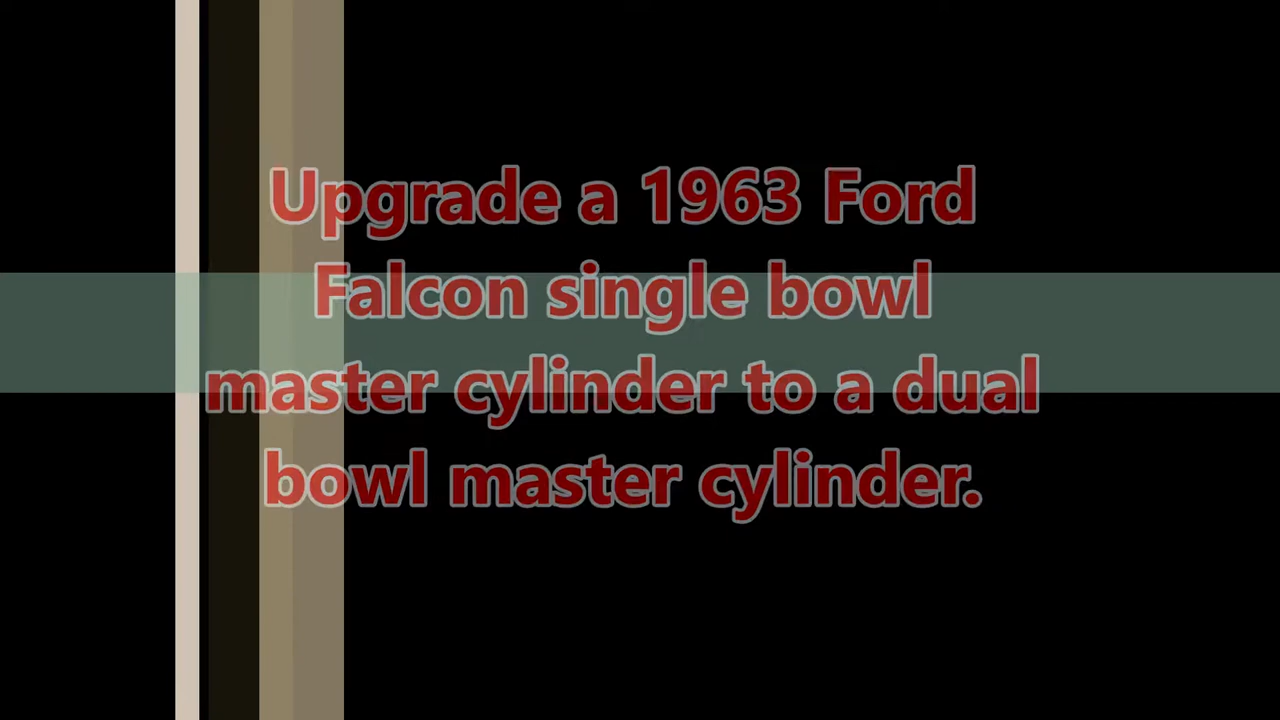 Upgrade a 1963 Ford
Falcon single bowl
master cylinder to a dual
bowl master cylinder.